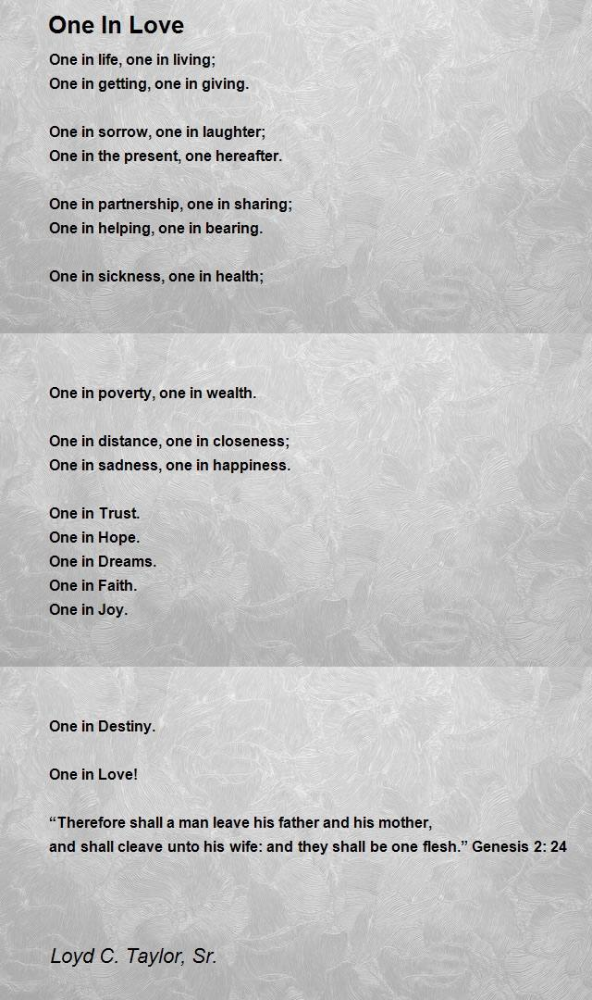 One In Love
One in life, one in living;
One in getting, one in giving.
One in sorrow, one in laughter;
One in the present, one hereafter.
One in partnership, one in sharing;
One in helping, one in bearing.
One in sickness, one in health;
One in poverty, one in wealth.
One in distance, one in closeness;
One in sadness, one in happiness.
One in Trust.
One in Hope.
One in Dreams.
One in Faith.
One in Joy.
One in Destiny.
One in Love!
“Therefore shall a man leave his father and his mother,
and shall cleave unto his wife: and they shall be one flesh.” Genesis 2: 24
Loyd C. Taylor, Sr.